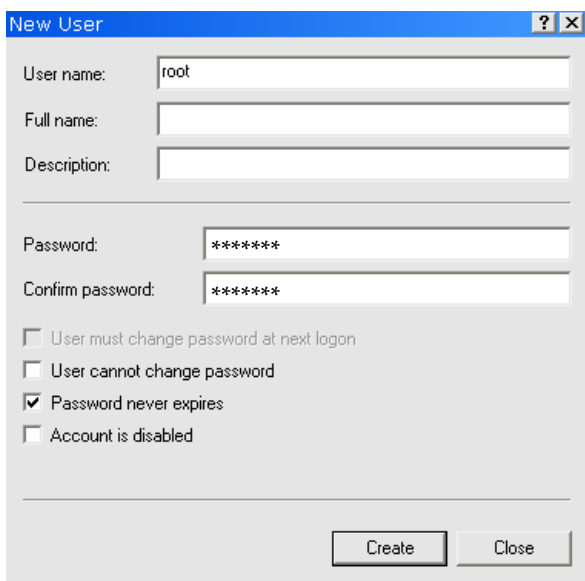 New User
User name: root
Full name:
Description:
Password: *******
Confirm password: *******
User must change password at next logon
User cannot change password
Password never expires
Account is disabled
Create Close